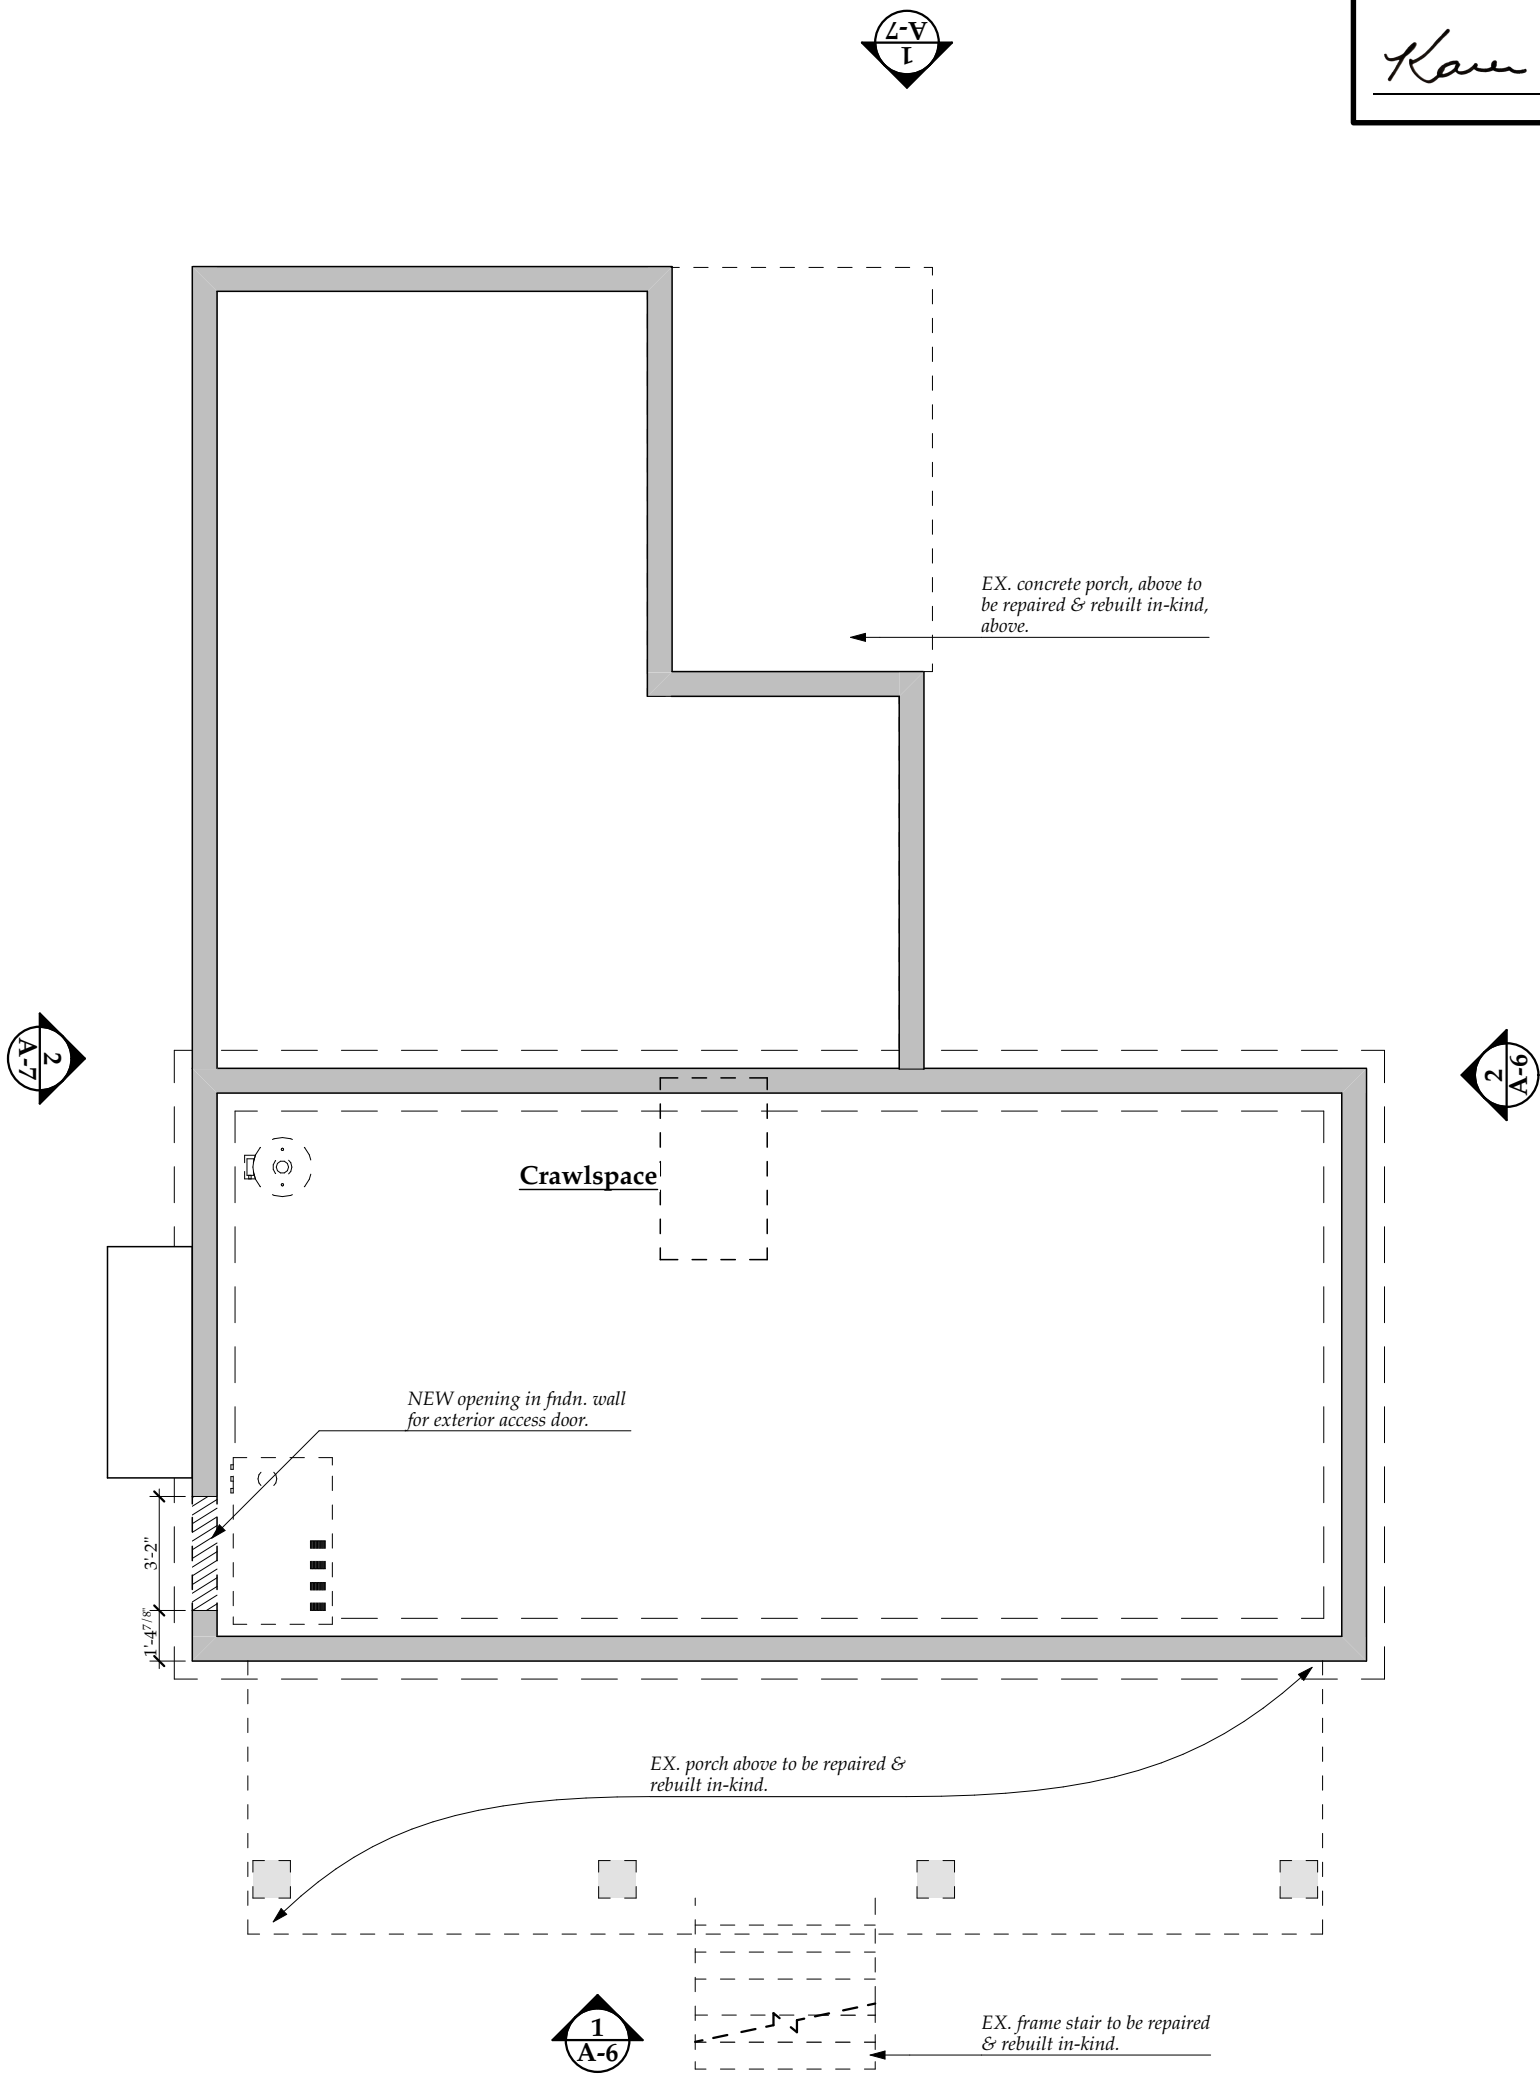 A-7
1
Karen
EX. concrete porch, above to
be repaired & rebuilt in-kind,
above.
2
A-7
2
A-6
Crawlspace
NEW opening in fndn. wall
for exterior access door.
3'-2"
1'-4 7/8"
EX. porch above to be repaired &
rebuilt in-kind.
1
A-6
EX. frame stair to be repaired
& rebuilt in-kind.